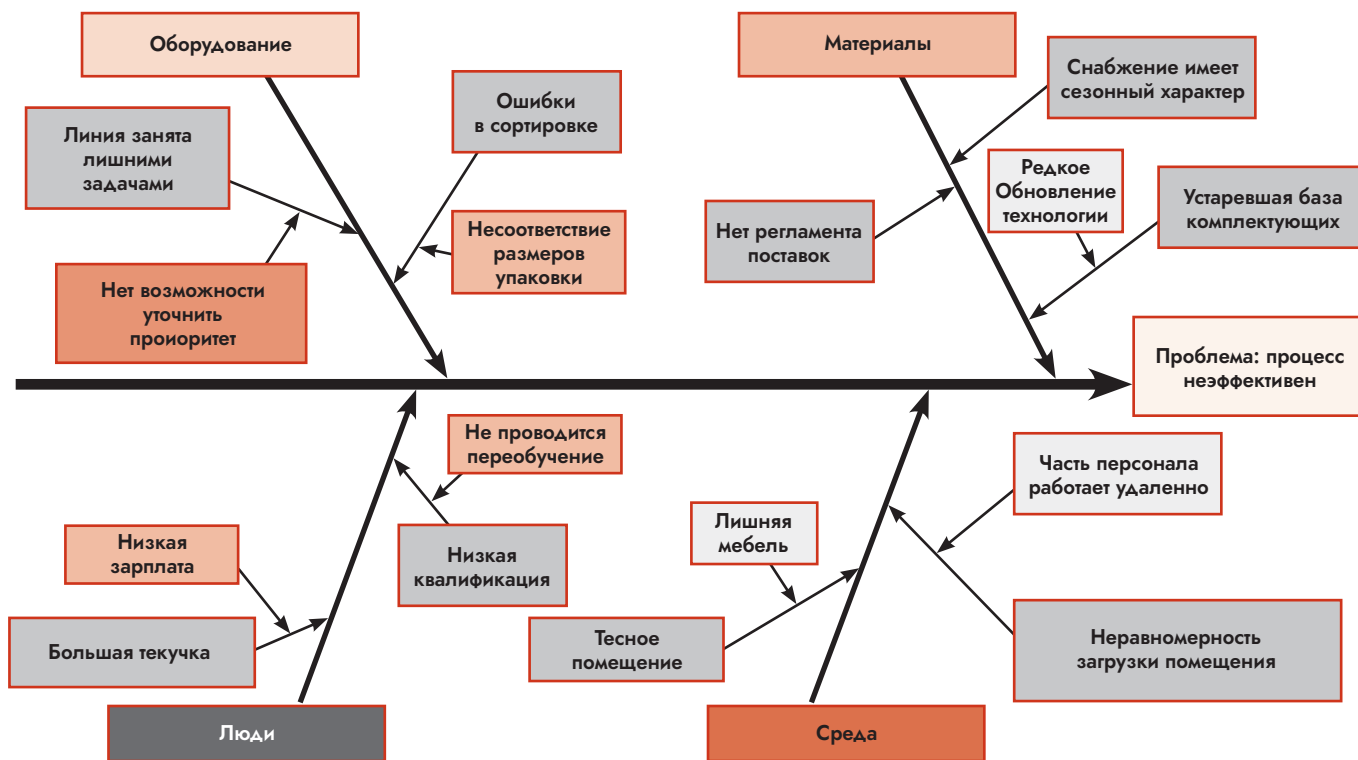 Оборудование
Материалы
Снабжение имеет
сезонный характер
Ошибки
в сортировке
Линия занята
лишними
задачами
Редкое
Обновление
технологии
Устаревшая база
комплектующих
Нет регламента
поставок
Несоответствие
размеров
упаковки
Нет возможности
уточнить
проиоритет
Проблема: процесс
неэффективен
Не проводится
переобучение
Часть персонала
работает удаленно
Лишняя
мебель
Низкая
зарплата
Низкая
квалификация
Большая текучка
Тесное
помещение
Неравномерность
загрузки помещения
Люди
Среда